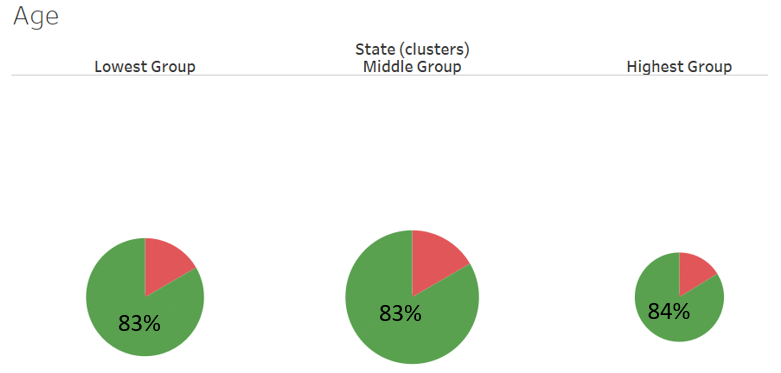 Age
State (clusters)
Lowest Group
Middle Group
Highest Group
83%
83%
84%